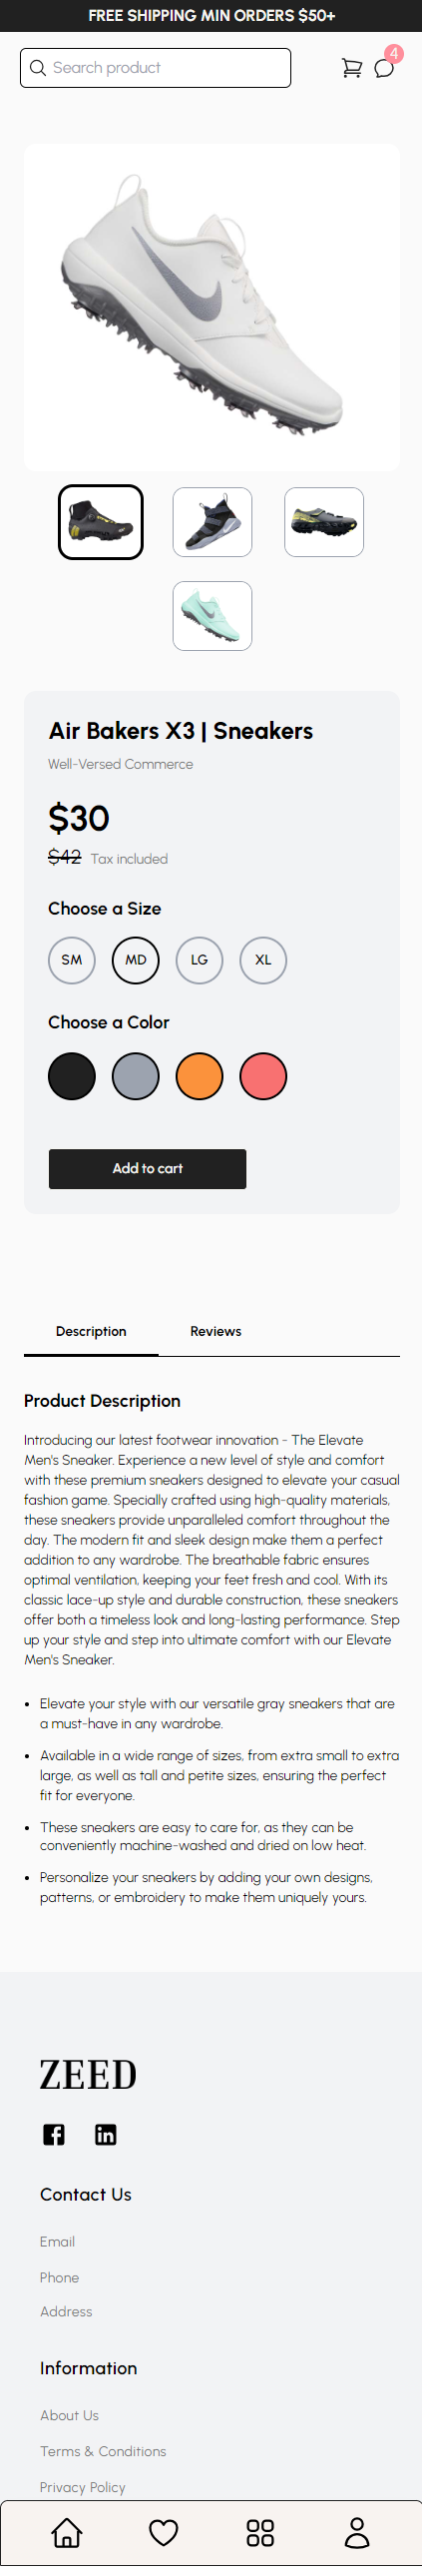 FREE SHIPPING MIN ORDERS $50+
Search product
4
Air Bakers X3 | Sneakers
Well-Versed Commerce
$30
$42 Tax included
Choose a Size
SM MD LG XL
Choose a Color
Add to cart
Description Reviews
Product Description
Introducing our latest footwear innovation - The Elevate
Men's Sneaker. Experience a new level of style and comfort
with these premium sneakers designed to elevate your casual
fashion game. Specially crafted using high-quality materials,
these sneakers provide unparalleled comfort throughout the
day. The modern fit and sleek design make them a perfect
addition to any wardrobe. The breathable fabric ensures
optimal ventilation, keeping your feet fresh and cool. With its
classic lace-up style and durable construction, these sneakers
offer both a timeless look and long-lasting performance. Step
up your style and step into ultimate comfort with our Elevate
Men's Sneaker.
• Elevate your style with our versatile gray sneakers that are
a must-have in any wardrobe.
• Available in a wide range of sizes, from extra small to extra
large, as well as tall and petite sizes, ensuring the perfect
fit for everyone.
• These sneakers are easy to care for, as they can be
conveniently machine-washed and dried on low heat.
• Personalize your sneakers by adding your own designs,
patterns, or embroidery to make them uniquely yours.
ZEED
Contact Us
Email
Phone
Address
Information
About Us
Terms & Conditions
Privacy Policy